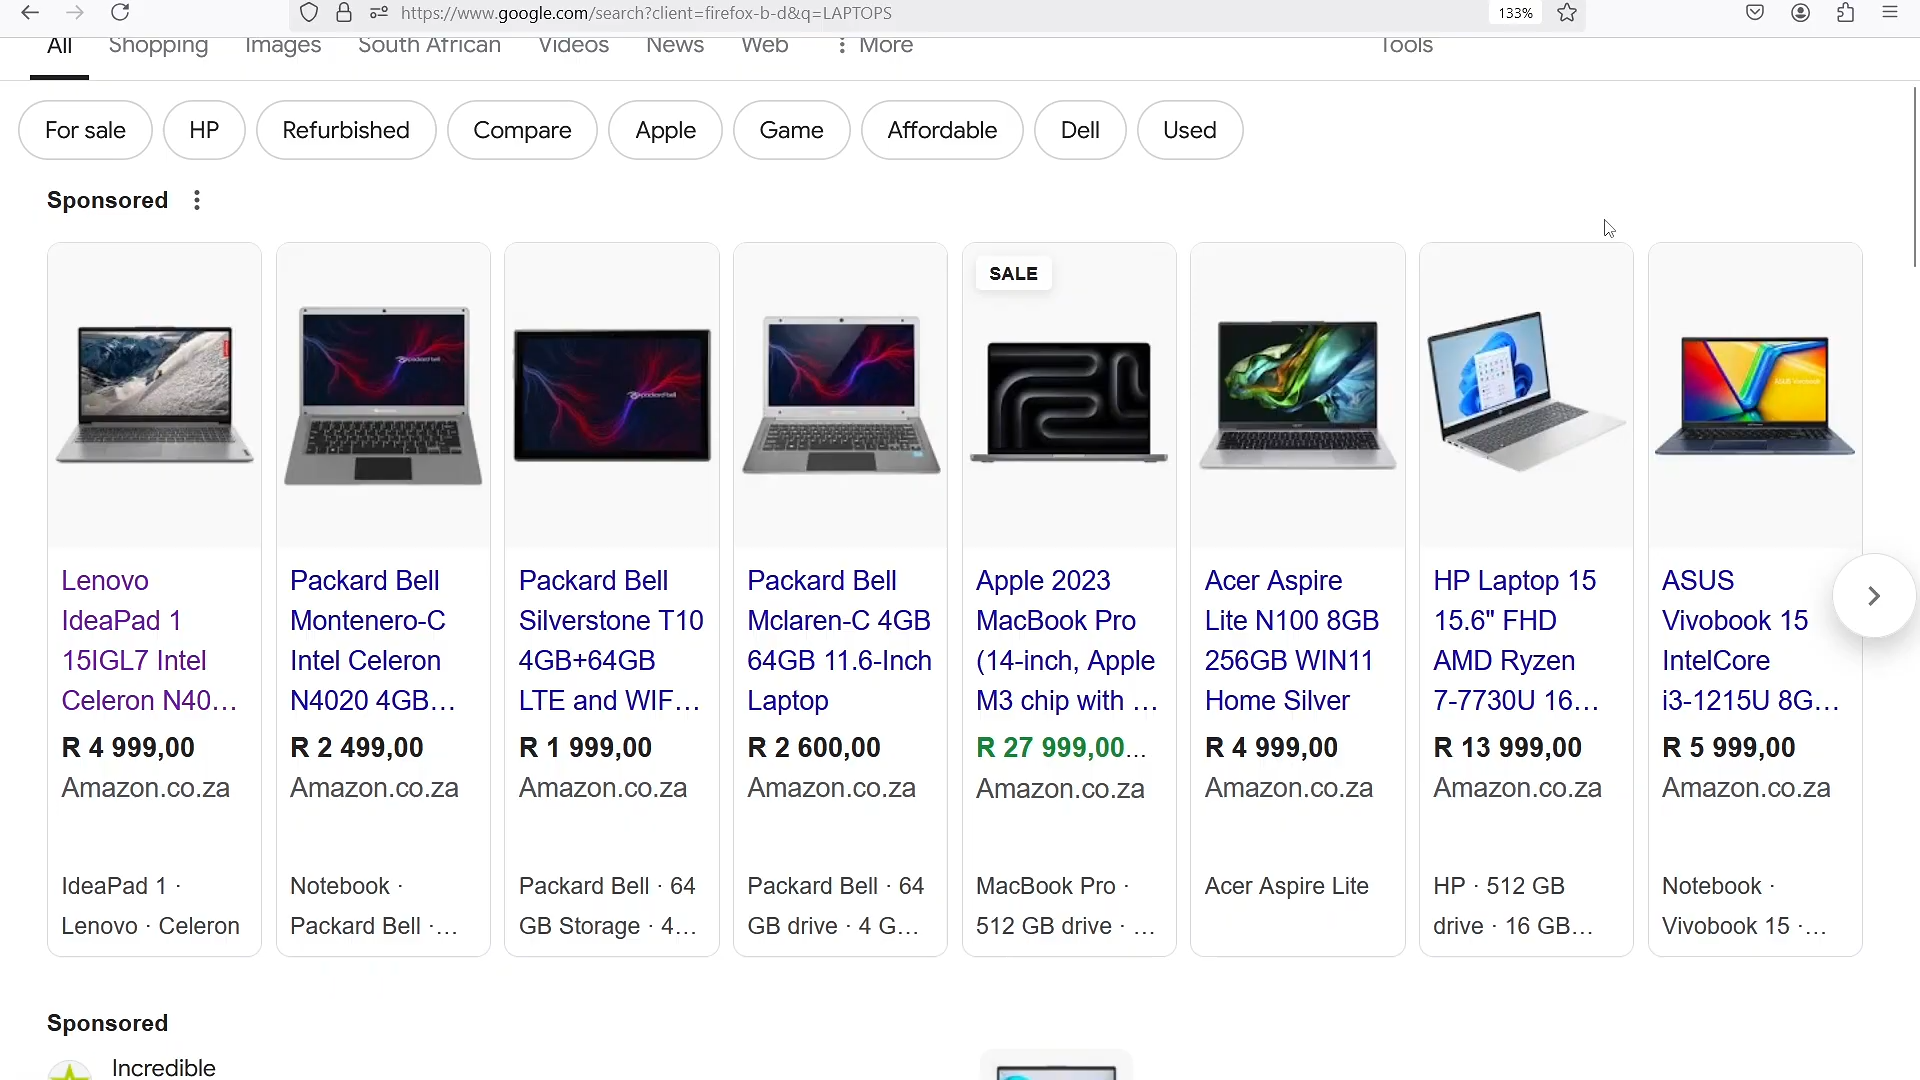 https://www.google.com/search?client=firefox-b-d&q=LAPTOPS
133%
All Shopping Images South African Videos News Web More Tools
For sale HP Refurbished Compare Apple Game Affordable Dell Used
Sponsored
SALE
Lenovo
IdeaPad 1
15IGL7 Intel
Celeron N40...
R 4 999,00
Amazon.co.za
IdeaPad 1 ·
Lenovo · Celeron
Packard Bell
Montenero-C
Intel Celeron
N4020 4GB...
R 2 499,00
Amazon.co.za
Notebook ·
Packard Bell ·...
Packard Bell
Silverstone T10
4GB+64GB
LTE and WIF...
R 1 999,00
Amazon.co.za
Packard Bell · 64
GB Storage · 4...
Packard Bell
Mclaren-C 4GB
64GB 11.6-Inch
Laptop
R 2 600,00
Amazon.co.za
Packard Bell · 64
GB drive · 4 G...
Apple 2023
MacBook Pro
(14-inch, Apple
M3 chip with ...
R 27 999,00...
Amazon.co.za
MacBook Pro ·
512 GB drive · ...
Acer Aspire
Lite N100 8GB
256GB WIN11
Home Silver
R 4 999,00
Amazon.co.za
Acer Aspire Lite
HP Laptop 15
15.6" FHD
AMD Ryzen
7-7730U 16...
R 13 999,00
Amazon.co.za
HP · 512 GB
drive · 16 GB...
ASUS
Vivobook 15
IntelCore
i3-1215U 8G...
R 5 999,00
Amazon.co.za
Notebook ·
Vivobook 15 ·...
Sponsored
Incredible